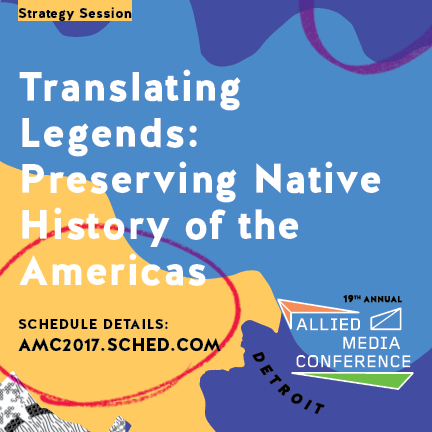 Strategy Session
Translating
Legends:
Preserving Native
History of the
Americas
SCHEDULE DETAILS:
AMC2017.SCHED.COM
19TH ANNUAL
ALLIED
MEDIA
CONFERENCE
DETROIT